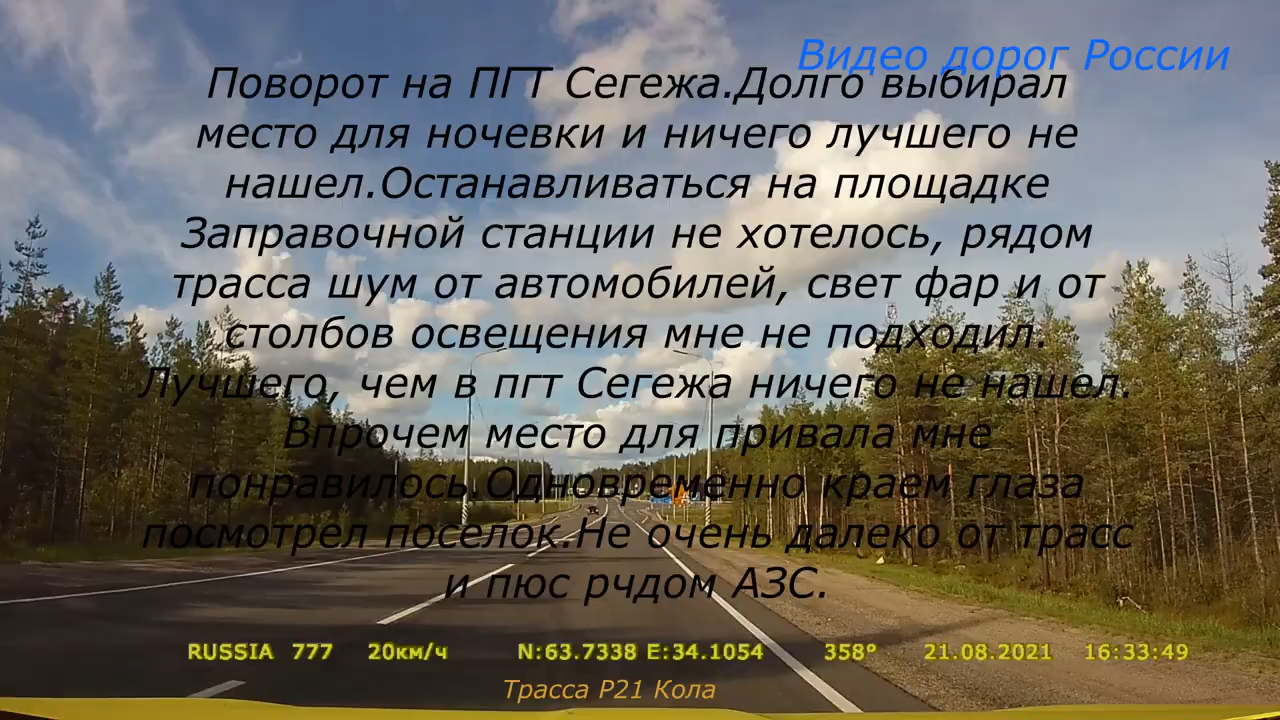 Видео дорог России
Поворот на ПГТ Сегежа.Долго выбирал
место для ночевки и ничего лучшего не
нашел.Останавливаться на площадке
Заправочной станции не хотелось, рядом
трасса шум от автомобилей, свет фар и от
столбов освещения мне не подходил.
Лучшего, чем в пгт Сегежа ничего не нашел.
Впрочем место для привала мне
понравилось.Одновременно краем глаза
посмотрел поселок.Не очень далеко от трасс
и пюс рчдом АЗС.
RUSSIA 777 20км/ч N:63.7338 E:34.1054 358° 21.08.2021 16:33:49
Трасса Р21 Кола